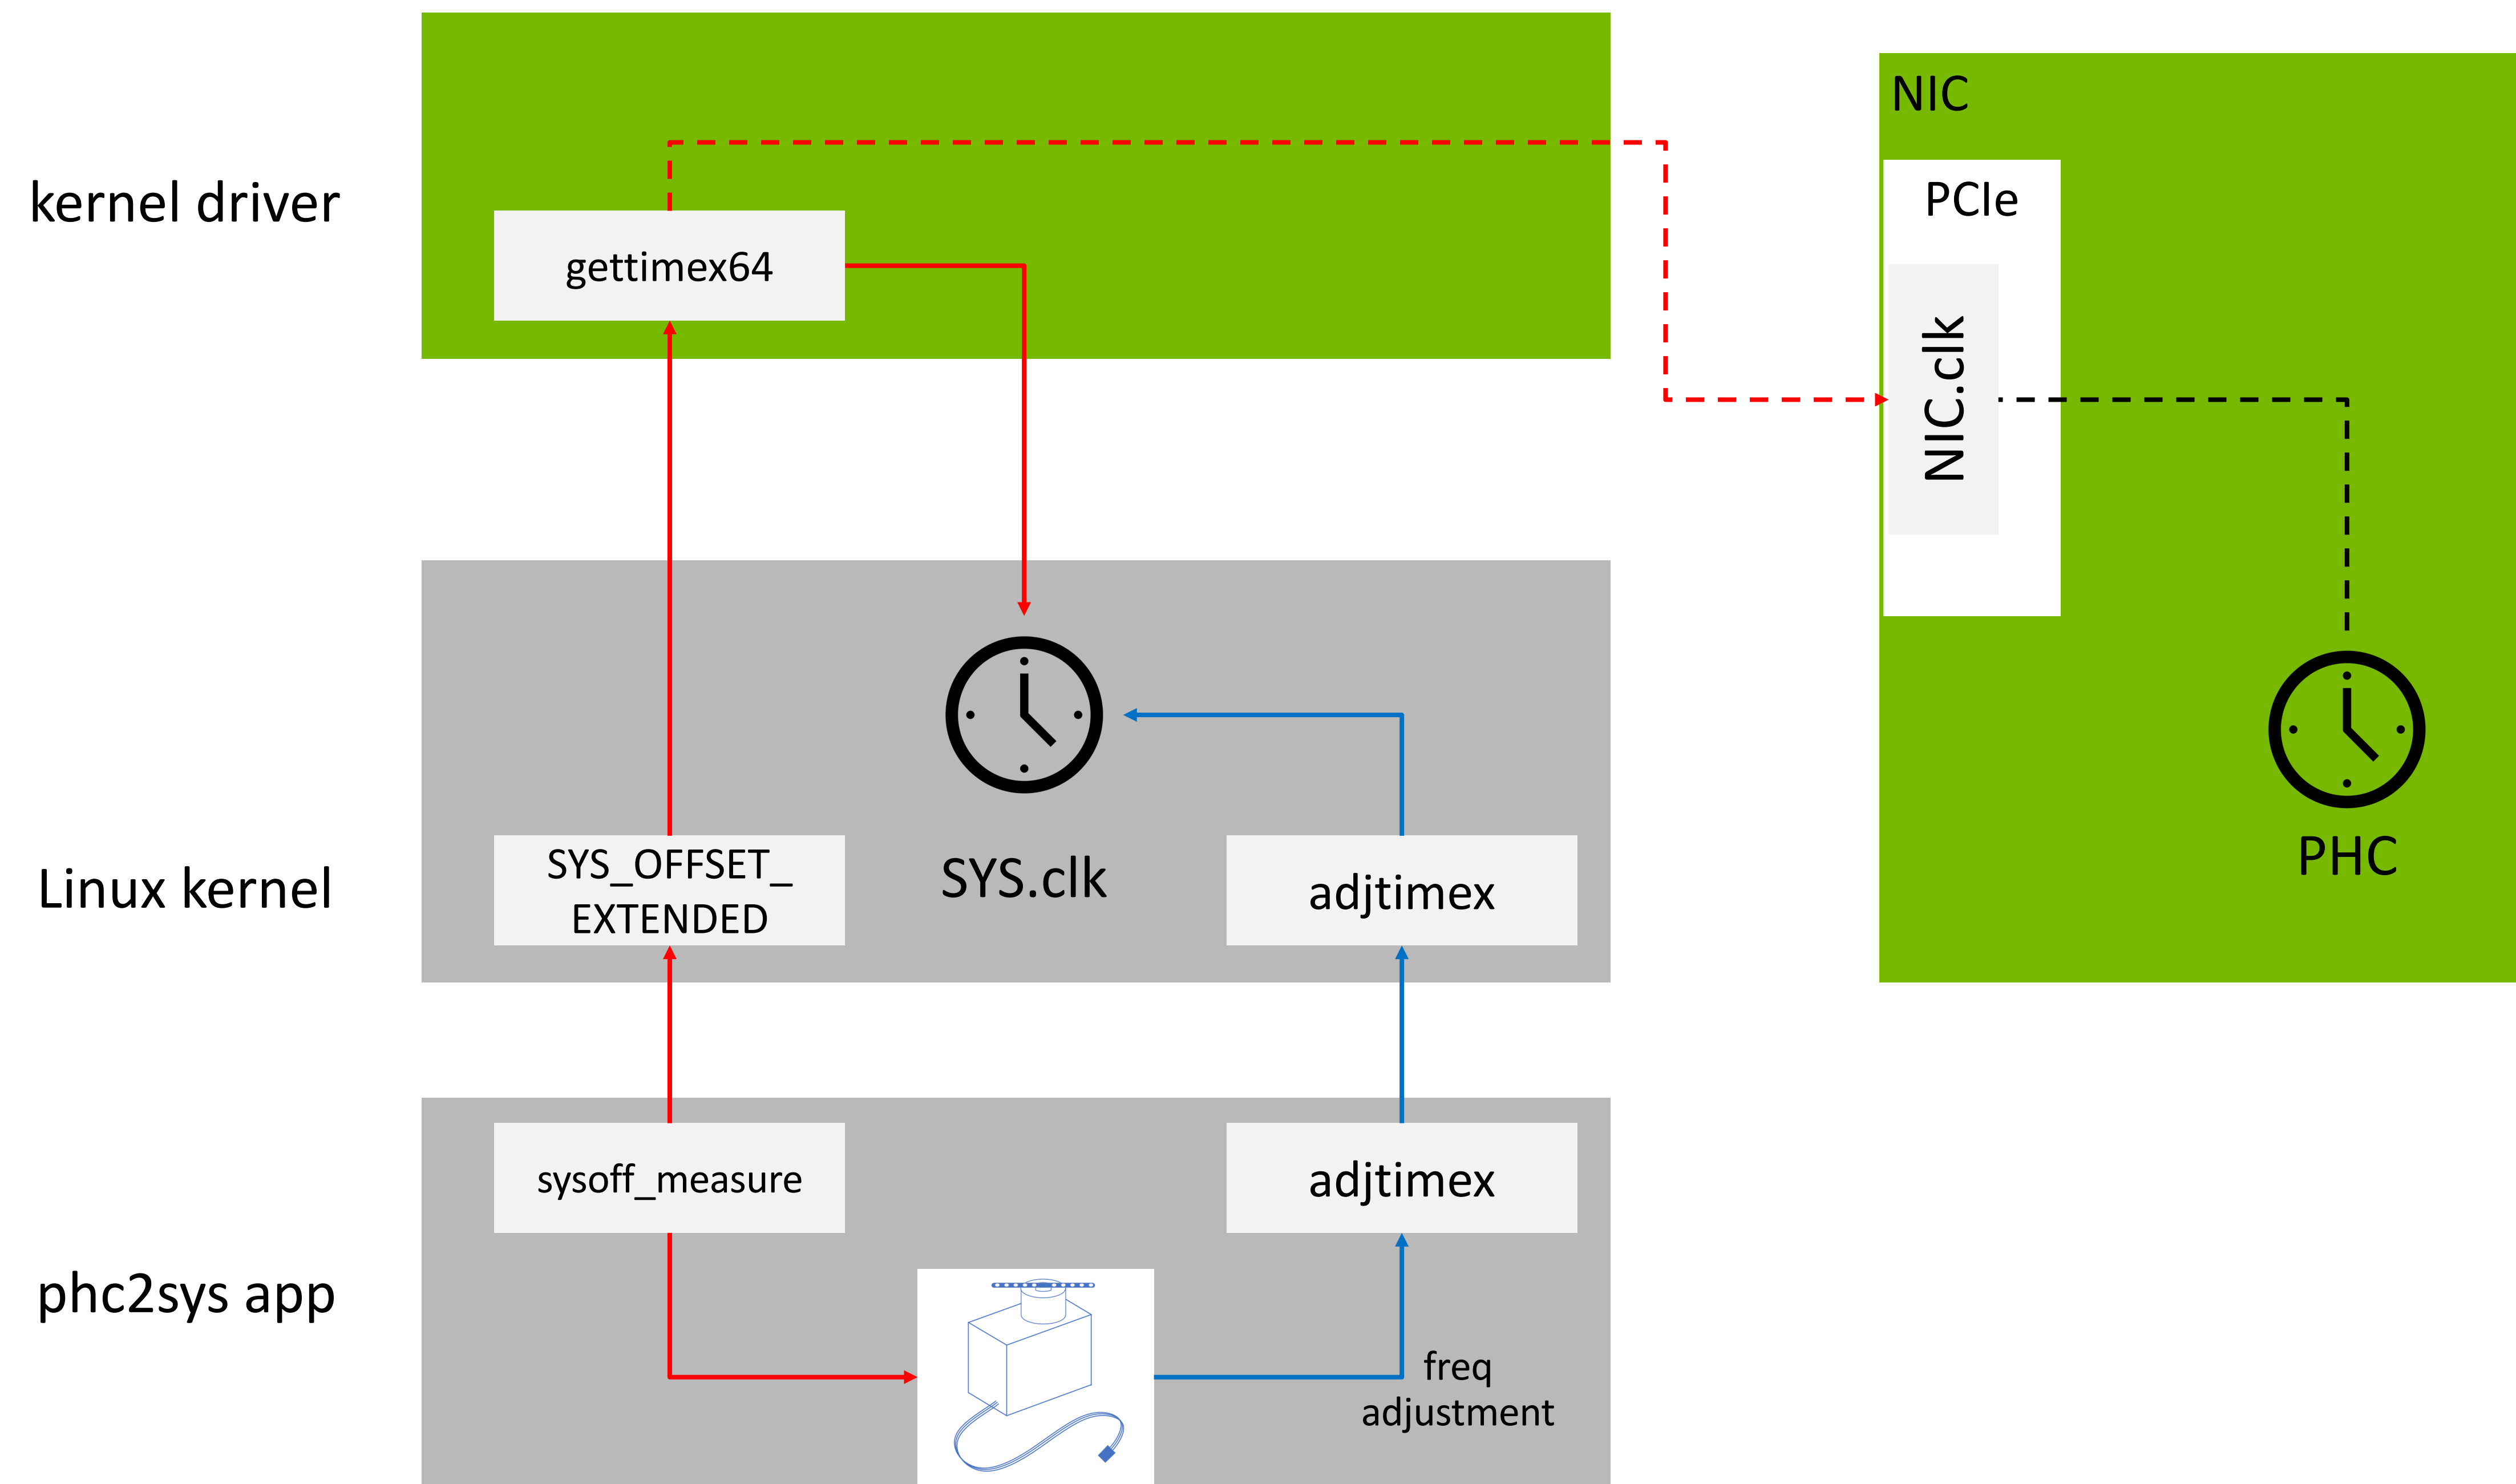 NIC
kernel driver
PCIe
gettimex64
NIC.clk
Linux kernel
SYS_OFFSET_
EXTENDED
SYS.clk
adjtimex
PHC
sysoff_measure
adjtimex
phc2sys app
freq
adjustment